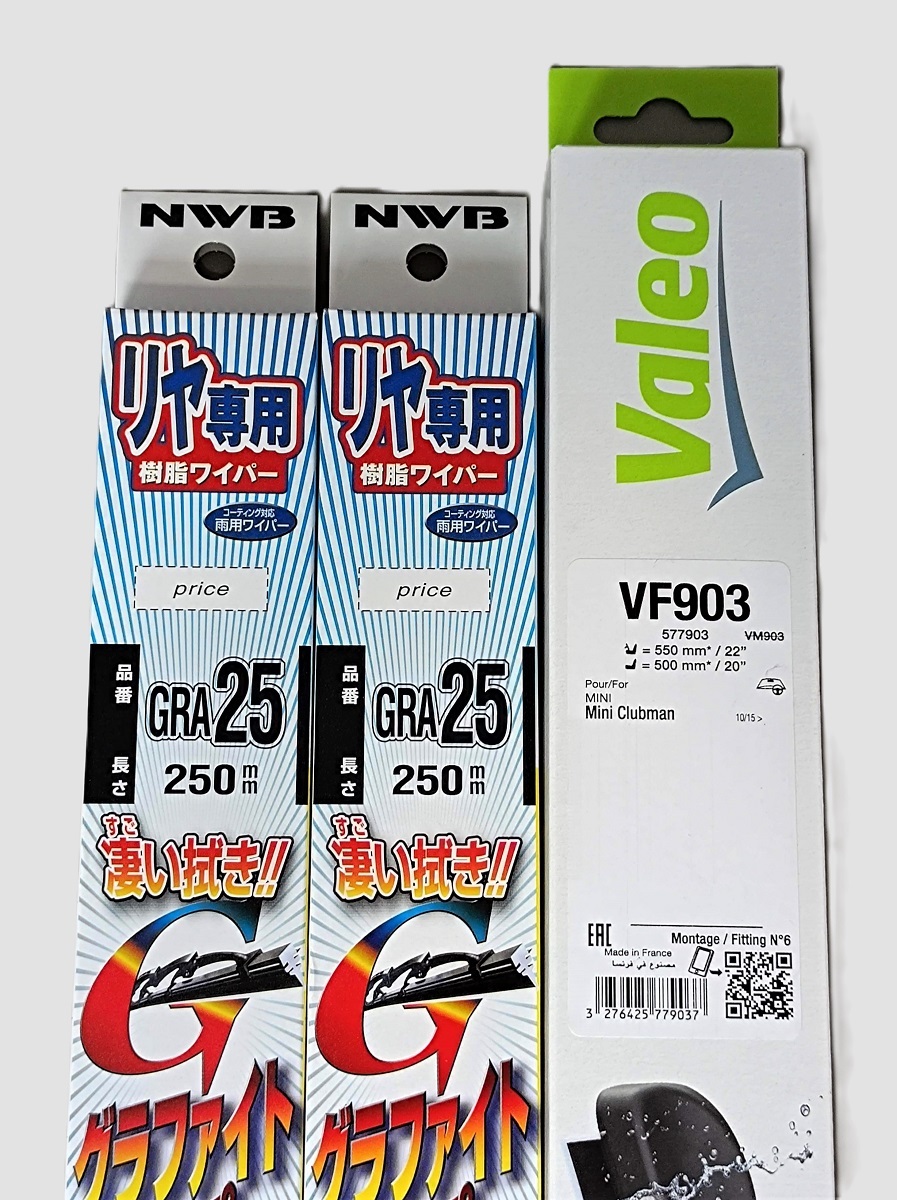 NWB
リヤ専用
樹脂ワイパー
コーティング対応
雨用ワイパー
price
品番
GRA25
長さ
250mm
すご
凄い拭き!!
G
グラファイト
NWB
リヤ専用
樹脂ワイパー
コーティング対応
雨用ワイパー
price
品番
GRA25
長さ
250mm
すご
凄い拭き!!
G
グラファイト
Valeo
VF903
577903 VM903
= 550 mm* / 22"
= 500 mm* / 20"
Pour/For
MINI
Mini Clubman 10/15 >
EAC
Montage / Fitting N°6
Made in France
مصنوع في فرنسا
3 276425 779037